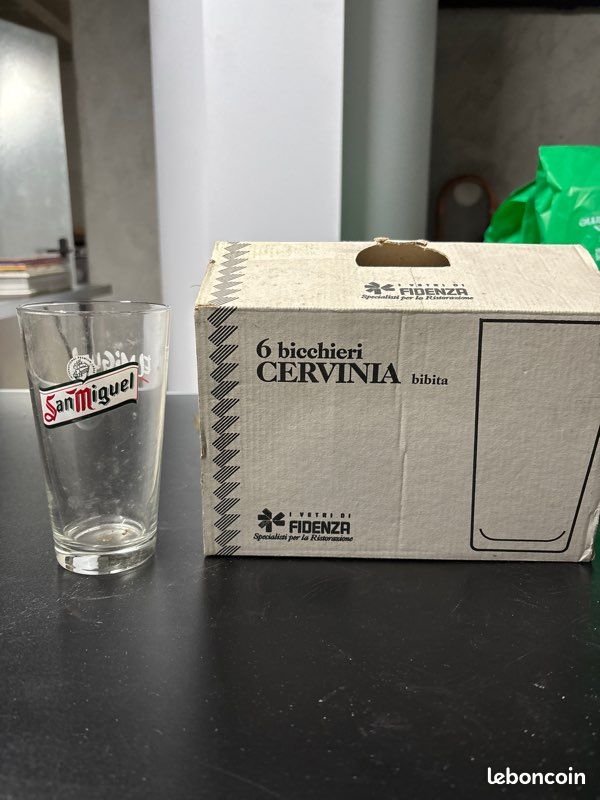 I VETRI DI
FIDENZA
Specialisti per la Ristorazione
6 bicchieri
CERVINIA bibita
San Miguel
I VETRI DI
FIDENZA
Specialisti per la Ristorazione
leboncoin